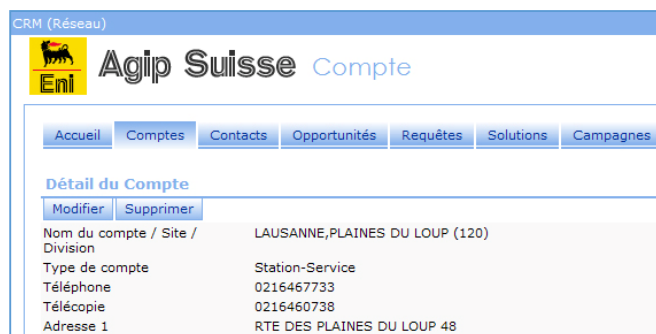 CRM (Réseau)
Eni
Agip Suisse Compte
Accueil Comptes Contacts Opportunités Requêtes Solutions Campagnes
Détail du Compte
Modifier Supprimer
Nom du compte / Site / LAUSANNE,PLAINES DU LOUP (120)
Division
Type de compte Station-Service
Téléphone 0216467733
Télécopie 0216460738
Adresse 1 RTE DES PLAINES DU LOUP 48